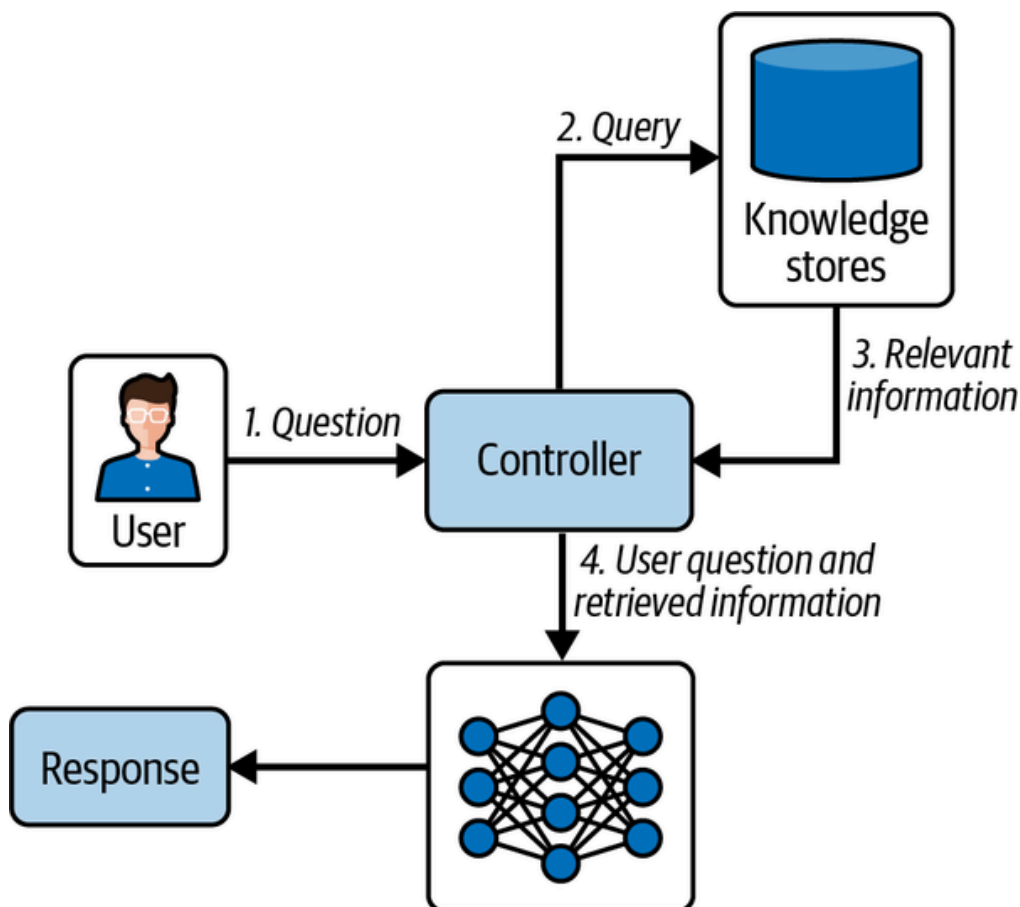 2. Query
Knowledge
stores
3. Relevant
information
1. Question
Controller
User
4. User question and
retrieved information
Response